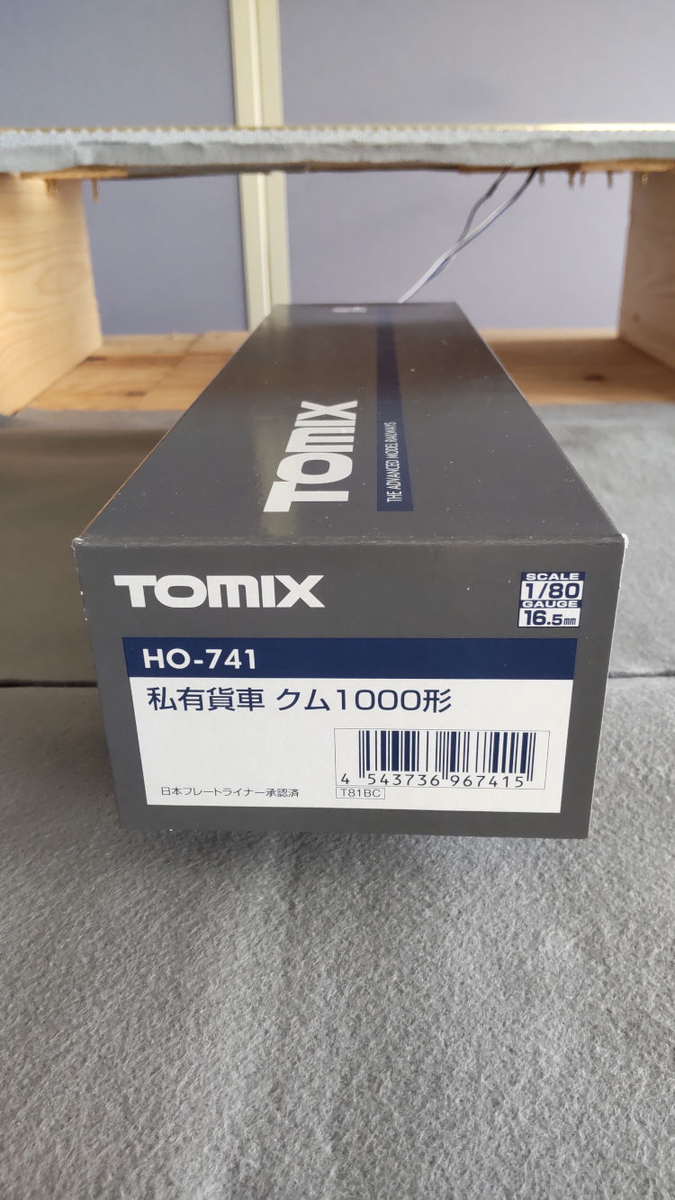 TOMIX
THE ADVANCED MODEL RAILWAYS
TOMIX
SCALE
1/80
GAUGE
16.5mm
HO-741
私有貨車 クム1000形
4 543736 967415
日本フレートライナー承認済
T81BC